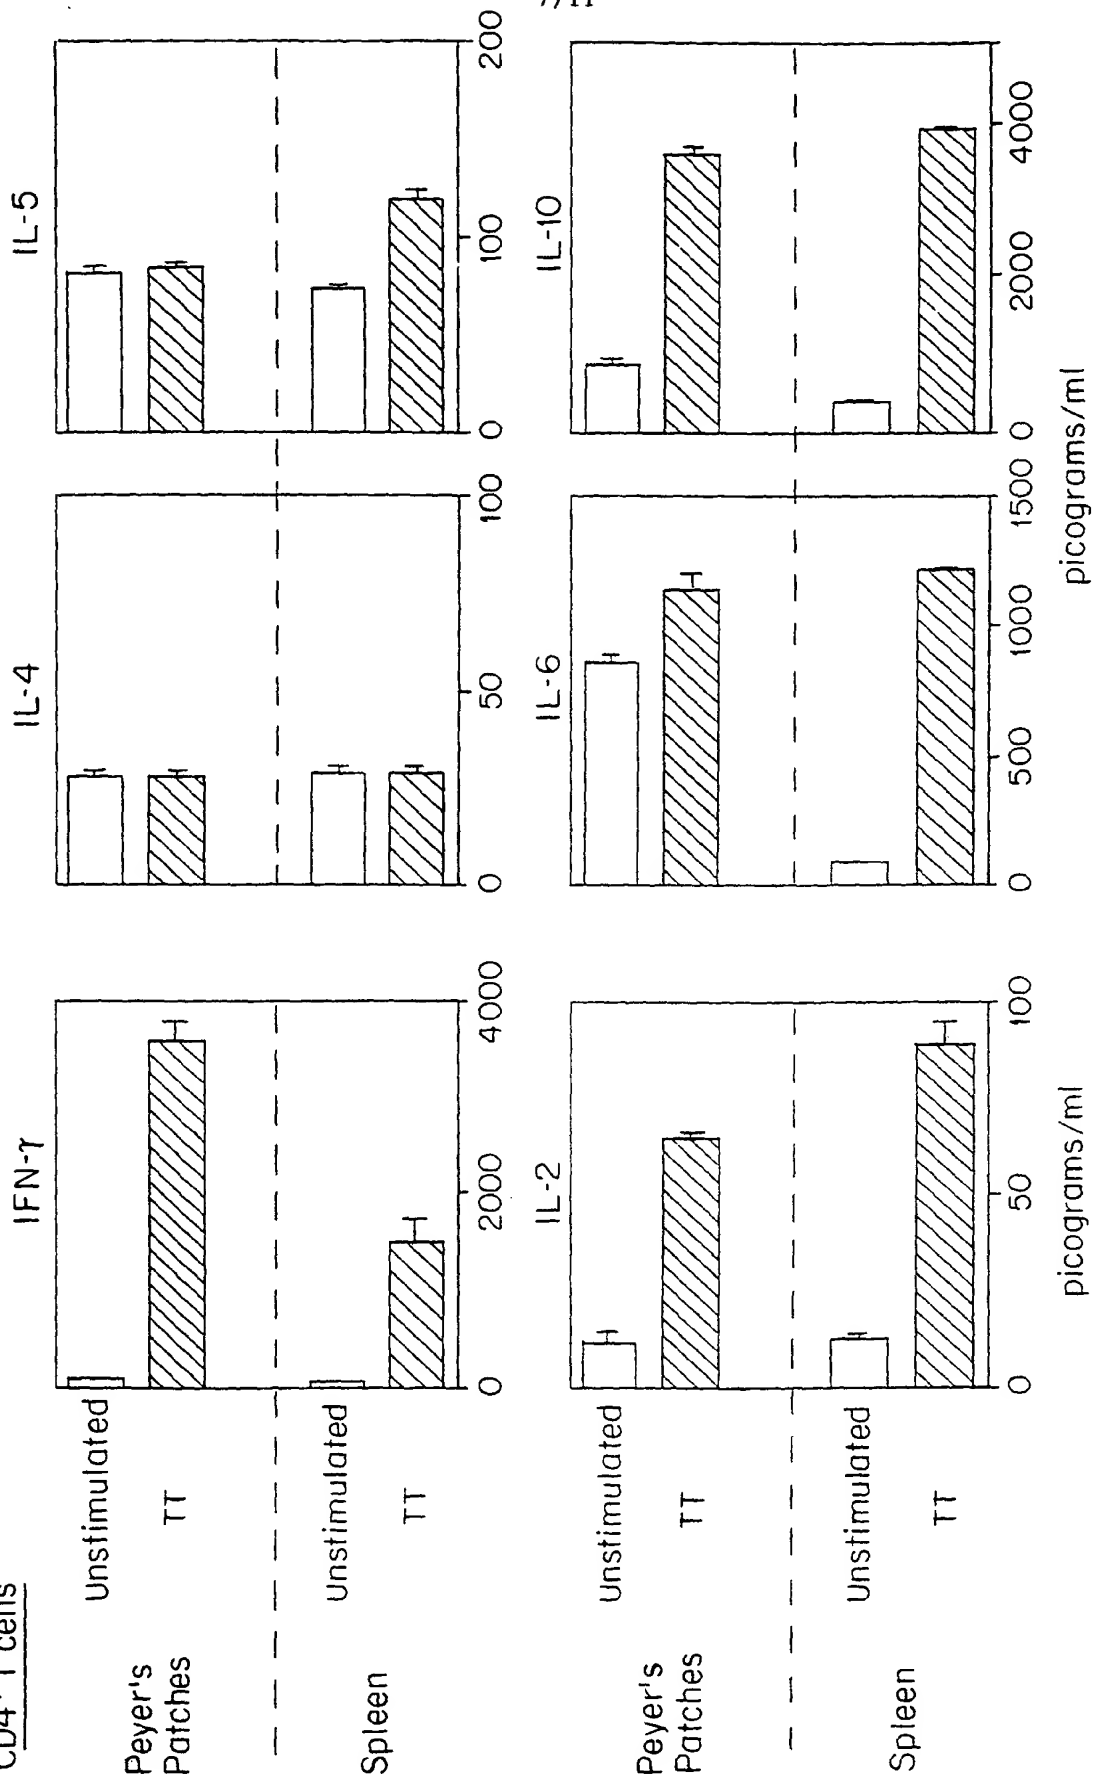 CD4+ T cells
IFN-γ
IL-4
IL-5
Peyer's
Patches
Unstimulated
TT
Spleen
Unstimulated
TT
0 2000 4000
0 50 100
0 100 200
IL-2
IL-6
IL-10
Peyer's
Patches
Unstimulated
TT
Spleen
Unstimulated
TT
0 50 100
0 500 1000 1500
0 2000 4000
picograms/ml
picograms/ml